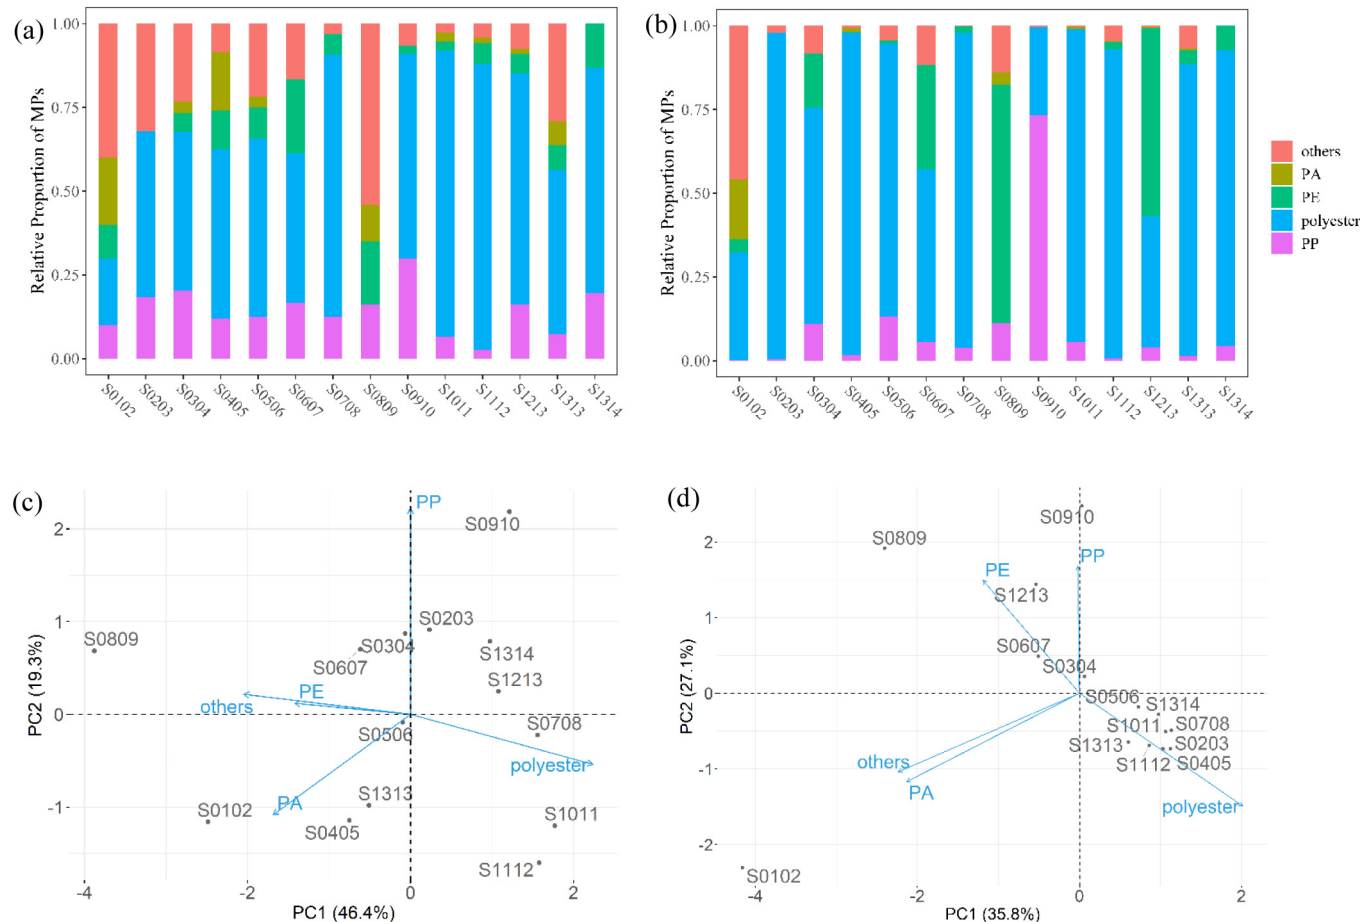 (a)
Relative Proportion of MPs
1.00
0.75
0.50
0.25
0.00
S0102
S0203
S0304
S0405
S0506
S0607
S0708
S0809
S0910
S1011
S1112
S1213
S1313
S1314
(b)
Relative Proportion of MPs
1.00
0.75
0.50
0.25
0.00
S0102
S0203
S0304
S0405
S0506
S0607
S0708
S0809
S0910
S1011
S1112
S1213
S1313
S1314
others
PA
PE
polyester
PP
(c)
PC2 (19.3%)
2
1
0
-1
PP
S0910
S0203
S0809
S0304
S0607
S1314
S1213
PE
others
S0506
S0708
polyester
PA
S1313
S0102
S0405
S1011
S1112
-4
-2
0
2
PC1 (46.4%)
(d)
PC2 (27.1%)
2
1
0
-1
-2
S0910
S0809
PP
PE
S1213
S0607
S0304
S0506
S1314
S1011
S0708
S1313
S0203
S1112
S0405
others
PA
polyester
S0102
-4
-2
0
2
PC1 (35.8%)